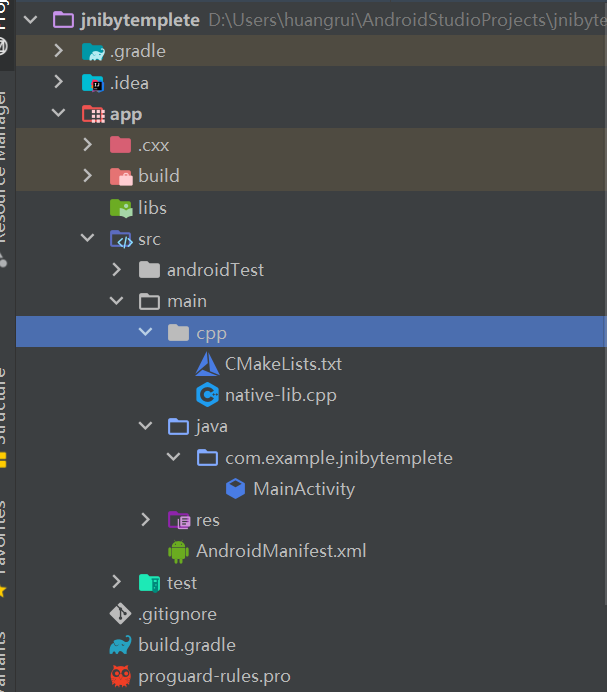 jnibytemplete D:\Users\huangrui\AndroidStudioProjects\jnibyte
.gradle
.idea
app
.cxx
build
libs
src
androidTest
main
cpp
CMakeLists.txt
native-lib.cpp
java
com.example.jnibytemplete
MainActivity
res
AndroidManifest.xml
test
.gitignore
build.gradle
proguard-rules.pro
Resource Manager
Structure
Favorites